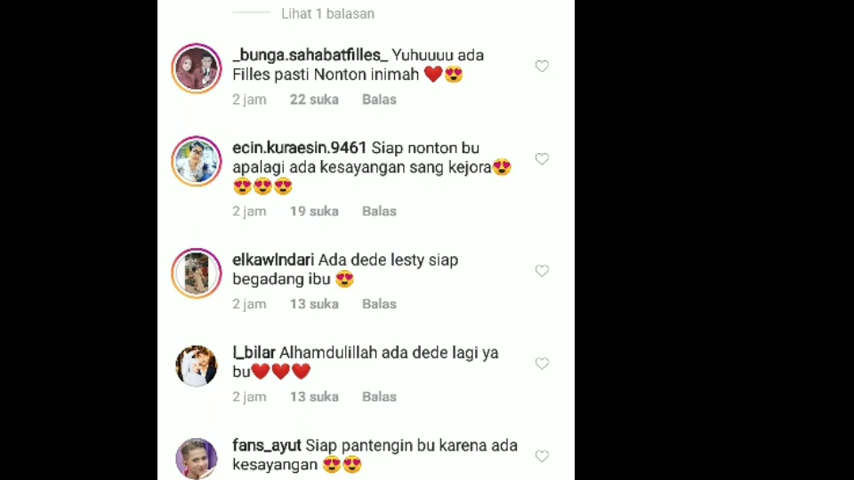 Lihat 1 balasan
_bunga.sahabatfilles_ Yuhuuuu ada
Filles pasti Nonton inimah ❤️😍
2 jam 22 suka Balas
ecin.kuraesin.9461 Siap nonton bu
apalagi ada kesayangan sang kejora😍
😍😍😍
2 jam 19 suka Balas
elkawlndari Ada dede lesty siap
begadang ibu 😍
2 jam 13 suka Balas
l_bilar Alhamdulillah ada dede lagi ya
bu❤️❤️❤️
2 jam 13 suka Balas
fans_ayut Siap pantengin bu karena ada
kesayangan 😍😍